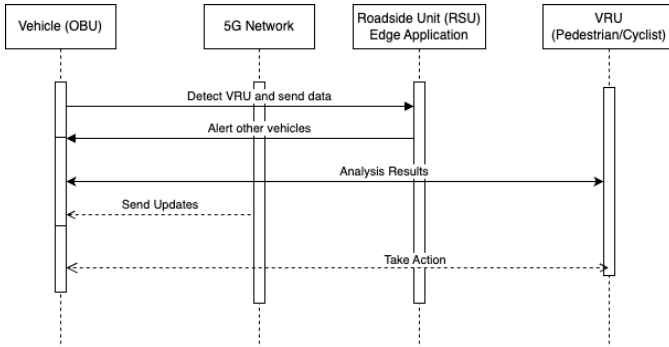 Vehicle (OBU)
5G Network
Roadside Unit (RSU)
Edge Application
VRU
(Pedestrian/Cyclist)
Detect VRU and send data
Alert other vehicles
Analysis Results
Send Updates
Take Action